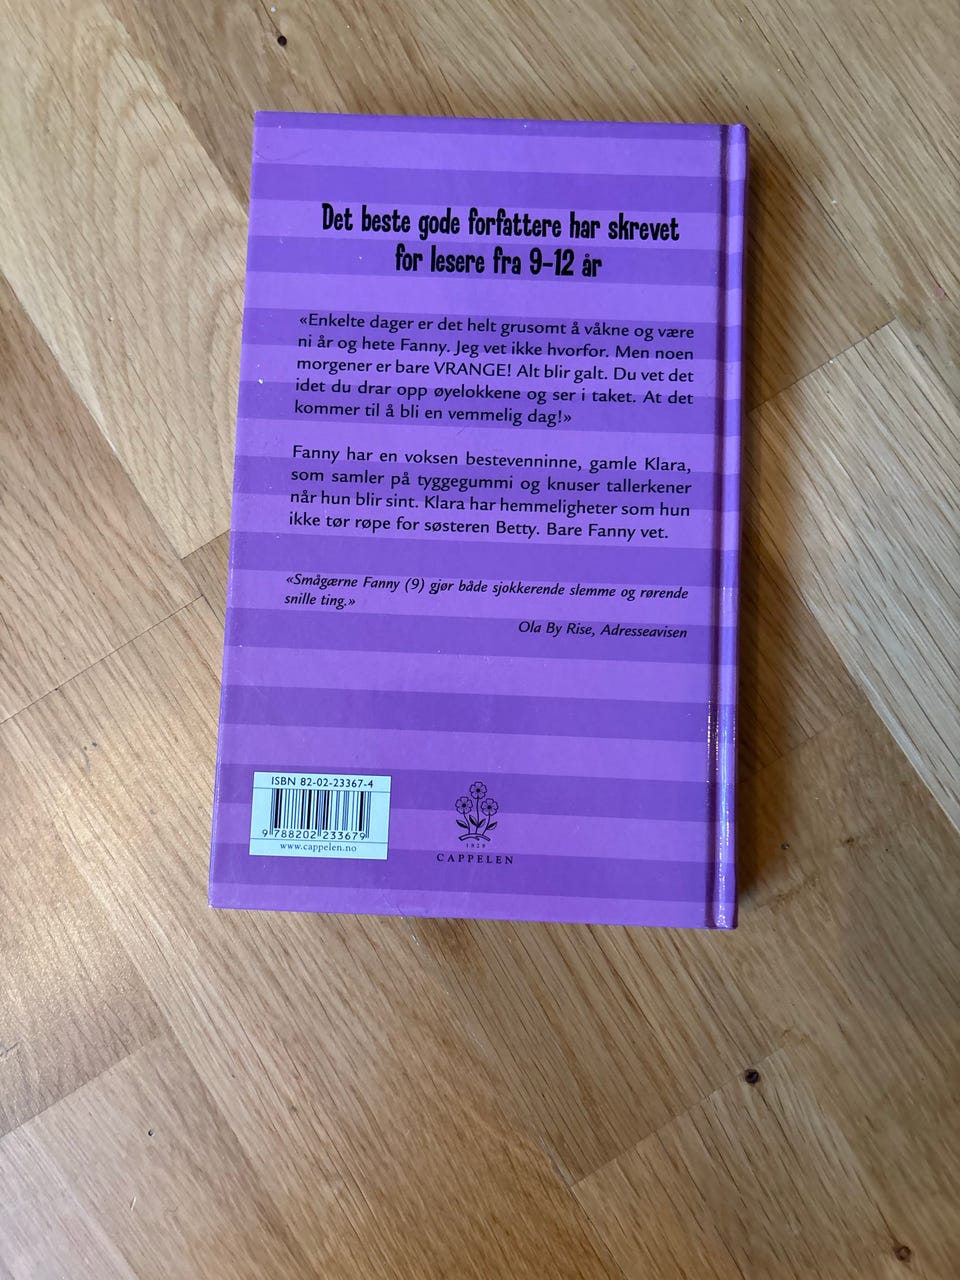 Det beste gode forfattere har skrevet
for lesere fra 9–12 år
«Enkelte dager er det helt grusomt å våkne og være
ni år og hete Fanny. Jeg vet ikke hvorfor. Men noen
morgener er bare VRANGE! Alt blir galt. Du vet det
idet du drar opp øyelokkene og ser i taket. At det
kommer til å bli en vemmelig dag!»
Fanny har en voksen bestevenninne, gamle Klara,
som samler på tyggegummi og knuser tallerkener
når hun blir sint. Klara har hemmeligheter som hun
ikke tør røpe for søsteren Betty. Bare Fanny vet.
«Smågærne Fanny (9) gjør både sjokkerende slemme og rørende
snille ting.»
Ola By Rise, Adresseavisen
ISBN 82-02-23367-4
9 788202 233679
www.cappelen.no
1829
CAPPELEN